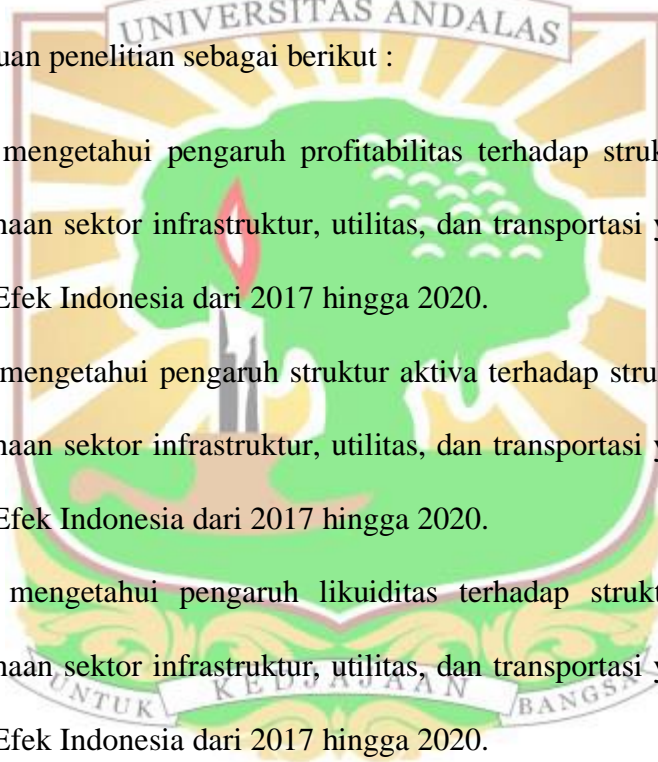 UNIVERSITAS ANDALAS
uan penelitian sebagai berikut :
mengetahui pengaruh profitabilitas terhadap struk
naan sektor infrastruktur, utilitas, dan transportasi y
Efek Indonesia dari 2017 hingga 2020.
mengetahui pengaruh struktur aktiva terhadap stru
naan sektor infrastruktur, utilitas, dan transportasi y
Efek Indonesia dari 2017 hingga 2020.
mengetahui pengaruh likuiditas terhadap strukt
naan sektor infrastruktur, utilitas, dan transportasi y
UNTUK KEDJAJAAN BANGSA
Efek Indonesia dari 2017 hingga 2020.